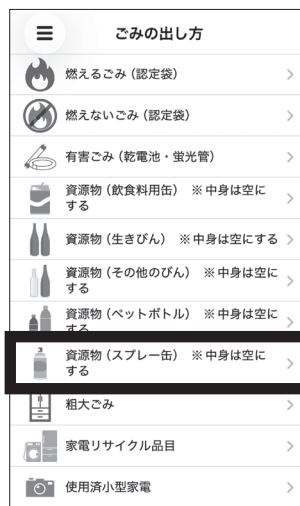 ごみの出し方
燃えるごみ（認定袋）
燃えないごみ（認定袋）
有害ごみ（乾電池・蛍光管）
資源物（飲食料用缶）　※中身は空に
する
資源物（生きびん）　※中身は空にする
資源物（その他のびん）　※中身は空に
する
資源物（ペットボトル）　※中身は空に
する
資源物（スプレー缶）　※中身は空に
する
粗大ごみ
家電リサイクル品目
使用済小型家電